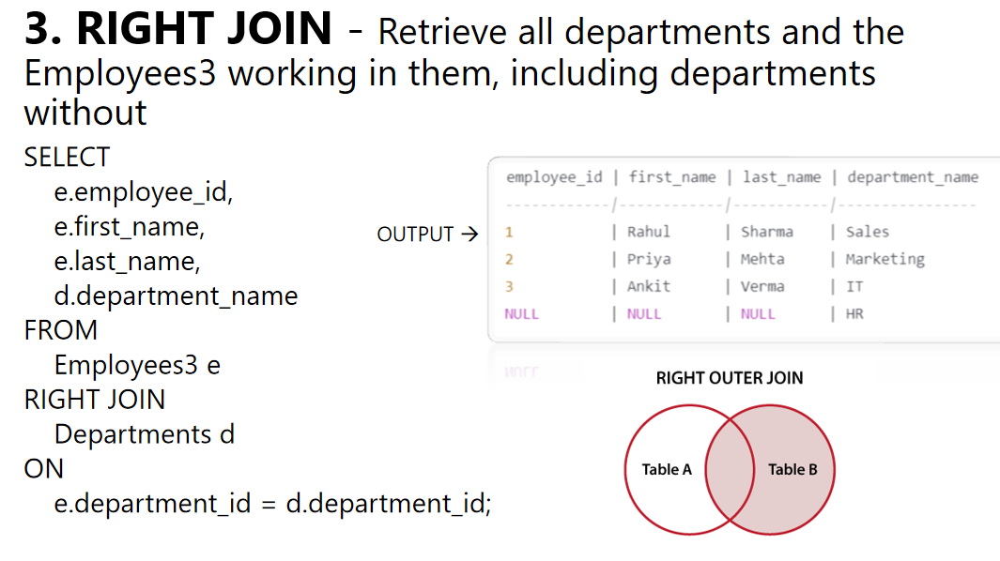 3. RIGHT JOIN - Retrieve all departments and the
Employees3 working in them, including departments
without
SELECT
e.employee_id,
e.first_name,
e.last_name,
d.department_name
FROM
Employees3 e
RIGHT JOIN
Departments d
ON
e.department_id = d.department_id;
OUTPUT →
employee_id | first_name | last_name | department_name
------------/------------/-----------/----------------
1 | Rahul | Sharma | Sales
2 | Priya | Mehta | Marketing
3 | Ankit | Verma | IT
NULL | NULL | NULL | HR
RIGHT OUTER JOIN
Table A
Table B